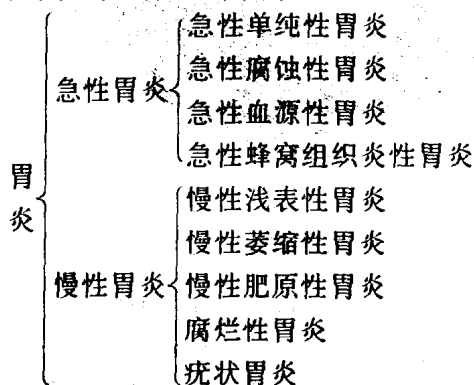 胃炎
急性胃炎
急性单纯性胃炎
急性腐蚀性胃炎
急性血源性胃炎
急性蜂窝组织炎性胃炎
慢性胃炎
慢性浅表性胃炎
慢性萎缩性胃炎
慢性肥原性胃炎
腐烂性胃炎
疣状胃炎